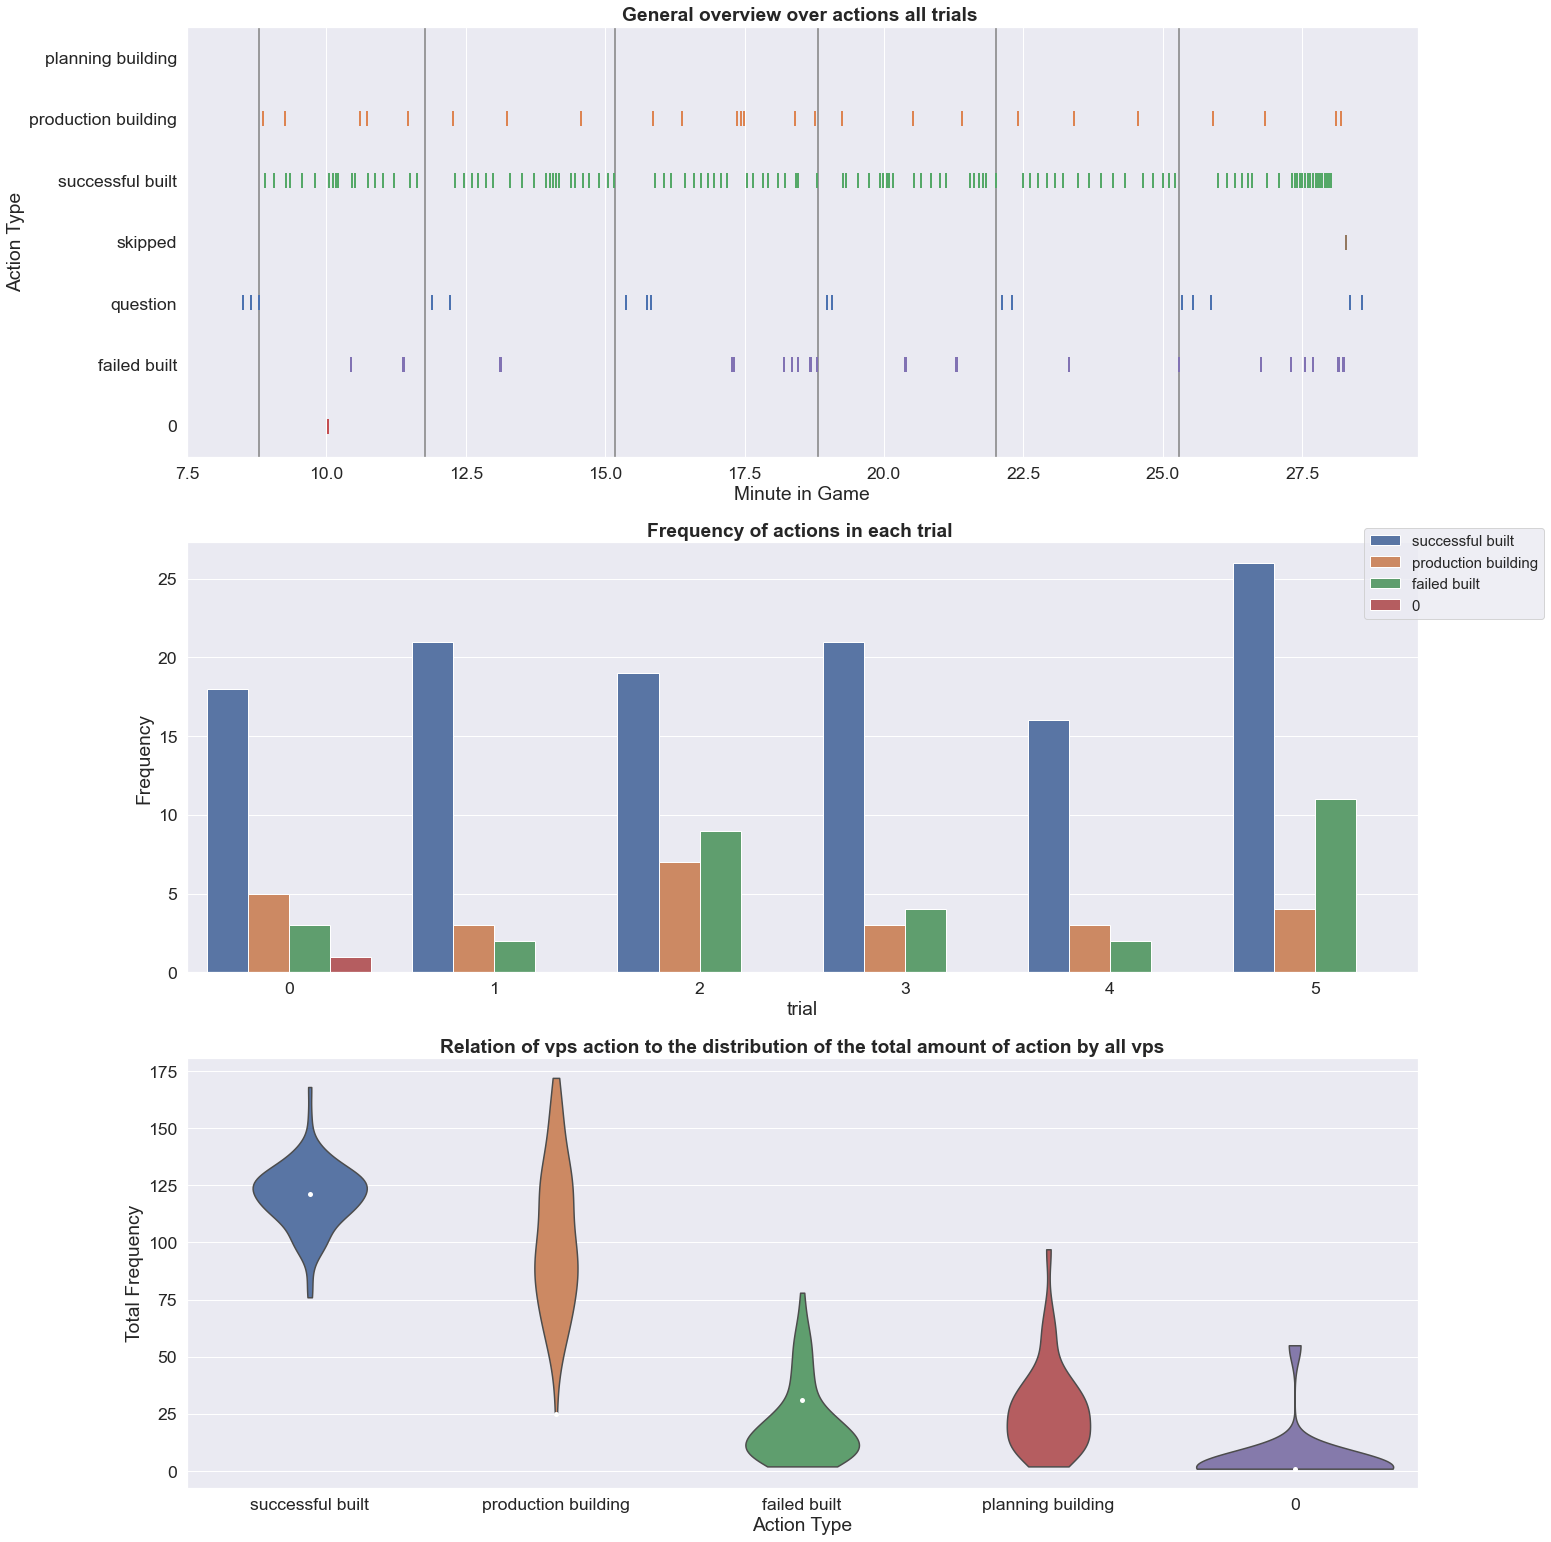 General overview over actions all trials
planning building
production building
successful built
skipped
question
failed built
0
Action Type
7.5 10.0 12.5 15.0 17.5 20.0 22.5 25.0 27.5
Minute in Game
Frequency of actions in each trial
successful built
production building
failed built
0
25
20
15
10
5
0
Frequency
0 1 2 3 4 5
trial
Relation of vps action to the distribution of the total amount of action by all vps
175
150
125
100
75
50
25
0
Total Frequency
successful built production building failed built planning building 0
Action Type